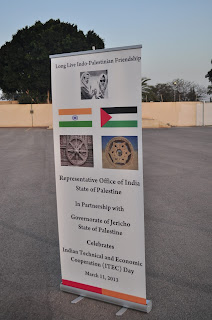 Long Live Indo-Palestinian Friendship
Representative Office of India
State of Palestine
in Partnership with
Governorate of Jericho
State of Palestine
Celebrates
Indian Technical and Economic
Cooperation (ITEC) Day
March 11, 2013